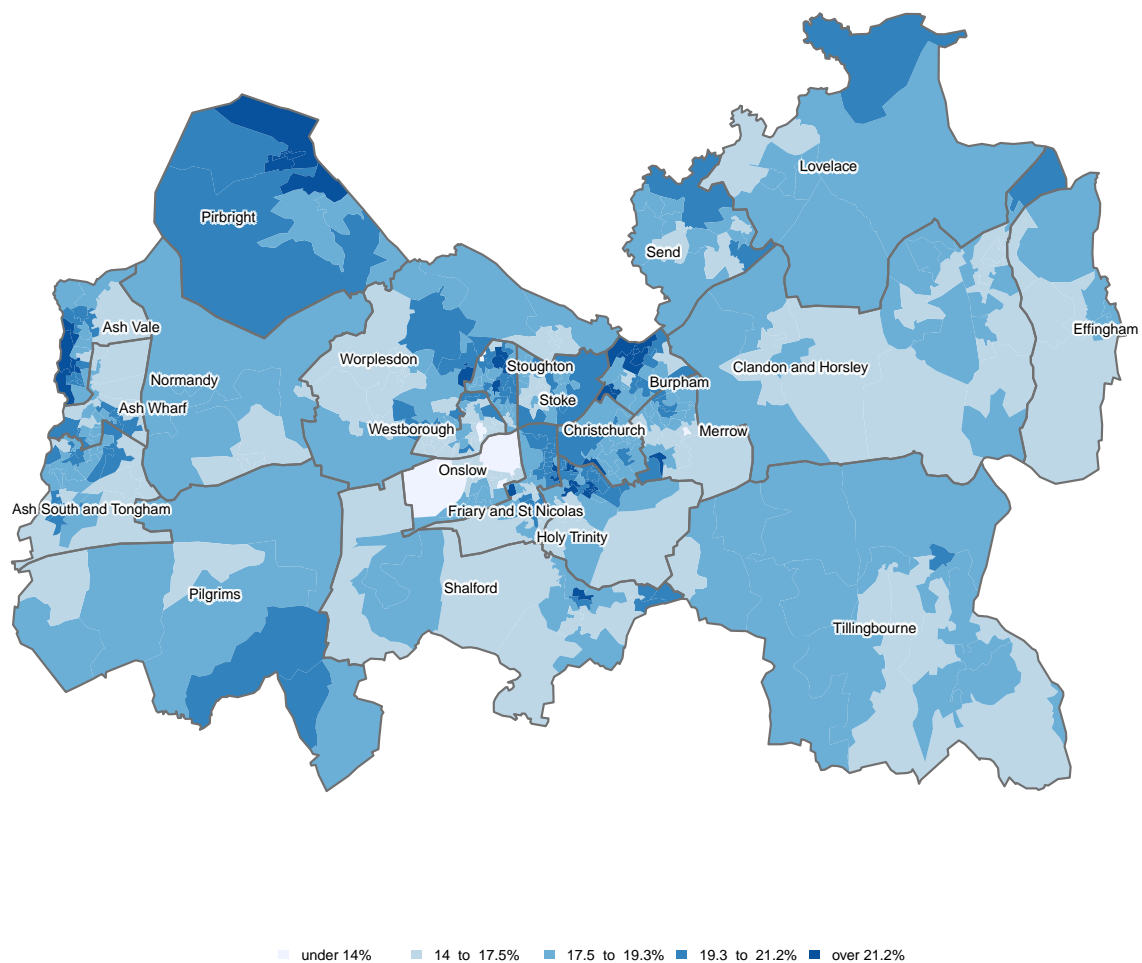 Lovelace
Pirbright
Send
Ash Vale
Effingham
Worplesdon
Stoughton
Clandon and Horsley
Normandy
Burpham
Stoke
Ash Wharf
Westborough
Christchurch
Merrow
Onslow
Ash South and Tongham
Friary and St Nicolas
Holy Trinity
Shalford
Pilgrims
Tillingbourne
under 14%
14 to 17.5%
17.5 to 19.3%
19.3 to 21.2%
over 21.2%